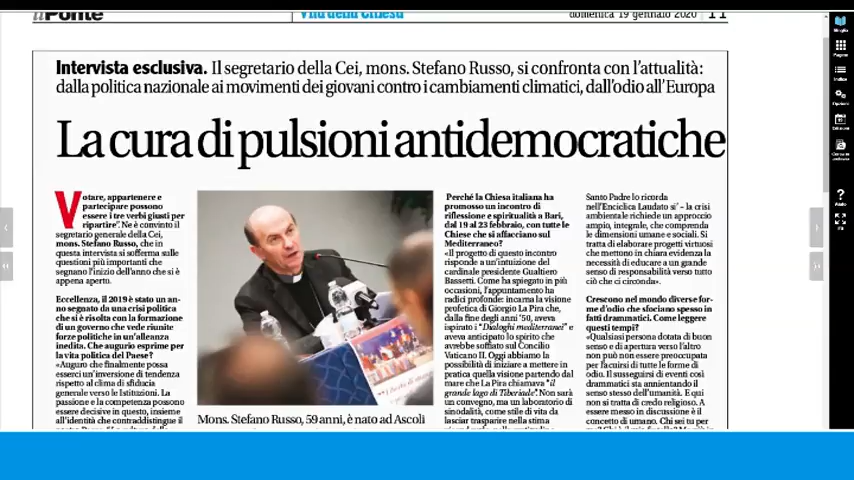 ilPonte
Vita della Chiesa
domenica 19 gennaio 2020
11
Intervista esclusiva. Il segretario della Cei, mons. Stefano Russo, si confronta con l'attualità:
dalla politica nazionale ai movimenti dei giovani contro i cambiamenti climatici, dall'odio all'Europa
La cura di pulsioni antidemocratiche
Votare, appartenere e
partecipare possono
essere i tre verbi giusti per
ripartire". Ne è convinto il
segretario generale della Cei,
mons. Stefano Russo, che in
questa intervista si sofferma sulle
questioni più importanti che
segnano l'inizio dell'anno che si è
appena aperto.
Eccellenza, il 2019 è stato un an-
no segnato da una crisi politica
che si è risolta con la formazione
di un governo che vede riunite
forze politiche in un'alleanza
inedita. Che augurio esprime per
la vita politica del Paese?
«Auguro che finalmente possa
esserci un'inversione di tendenza
rispetto al clima di sfiducia
generale verso le Istituzioni. La
passione e la competenza possono
essere decisive in questo, insieme
all'identità che contraddistingue il
Mons. Stefano Russo, 59 anni, è nato ad Ascoli
Perché la Chiesa italiana ha
promosso un incontro di
riflessione e spiritualità a Bari,
dal 19 al 23 febbraio, con tutte le
Chiese che si affacciano sul
Mediterraneo?
«Il progetto di questo incontro
risponde a un'intuizione del
cardinale presidente Gualtiero
Bassetti. Come ha spiegato in più
occasioni, l'appuntamento ha
radici profonde: incarna la visione
profetica di Giorgio La Pira che,
dalla fine degli anni '50, aveva
ispirato i "Dialoghi mediterranei" e
aveva anticipato lo spirito che
avrebbe soffiato sul Concilio
Vaticano II. Oggi abbiamo la
possibilità di iniziare a mettere in
pratica quella visione partendo dal
mare che La Pira chiamava "il
grande lago di Tiberiade". Non sarà
un convegno, ma un laboratorio di
sinodalità, come stile di vita da
lasciar trasparire nella stima
Santo Padre lo ricorda
nell'Enciclica Laudato si' – la crisi
ambientale richiede un approccio
ampio, integrale, che comprenda
le dimensioni umane e sociali. Si
tratta di elaborare progetti virtuosi
che mettono in chiara evidenza la
necessità di educare a un grande
senso di responsabilità verso tutto
ciò che ci circonda».
Crescono nel mondo diverse for-
me d'odio che sfociano spesso in
fatti drammatici. Come leggere
questi tempi?
«Qualsiasi persona dotata di buon
senso e di apertura verso l'altro
non può non essere preoccupata
per l'acuirsi di tutte le forme di
odio. Il susseguirsi di eventi così
drammatici sta annientando il
senso stesso dell'umanità. E qui
non si tratta di credo religioso. A
essere messo in discussione è il
concetto di umano. Chi sei tu per